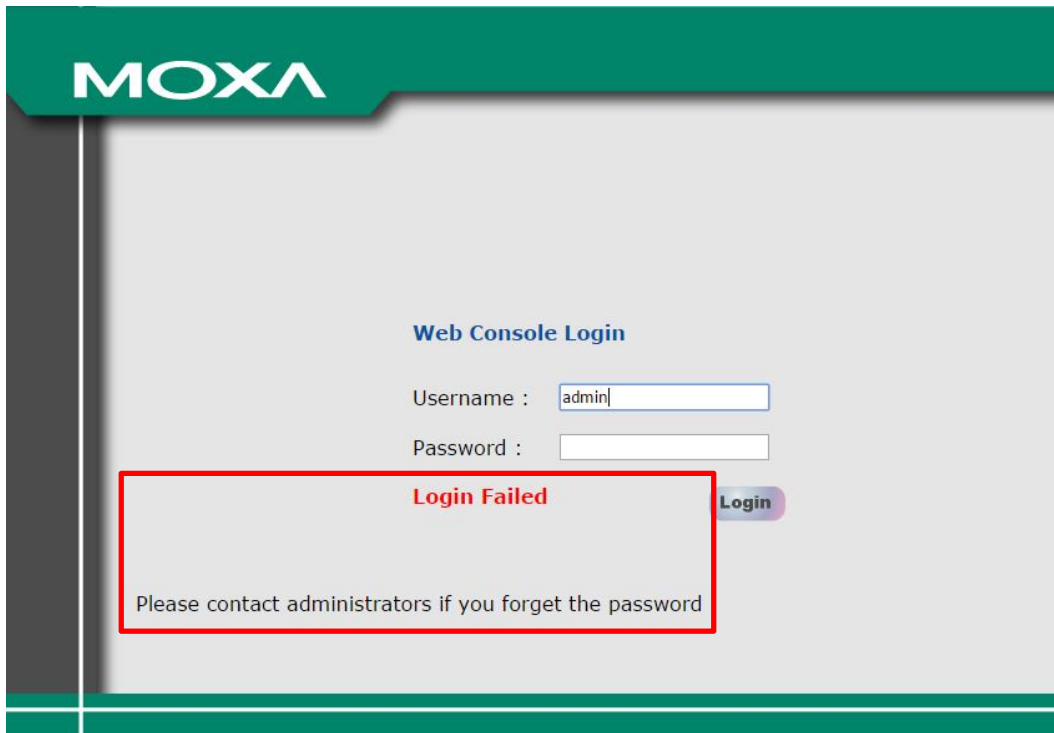 MOXA
Web Console Login
Username : admin
Password :
Login Failed
Login
Please contact administrators if you forget the password